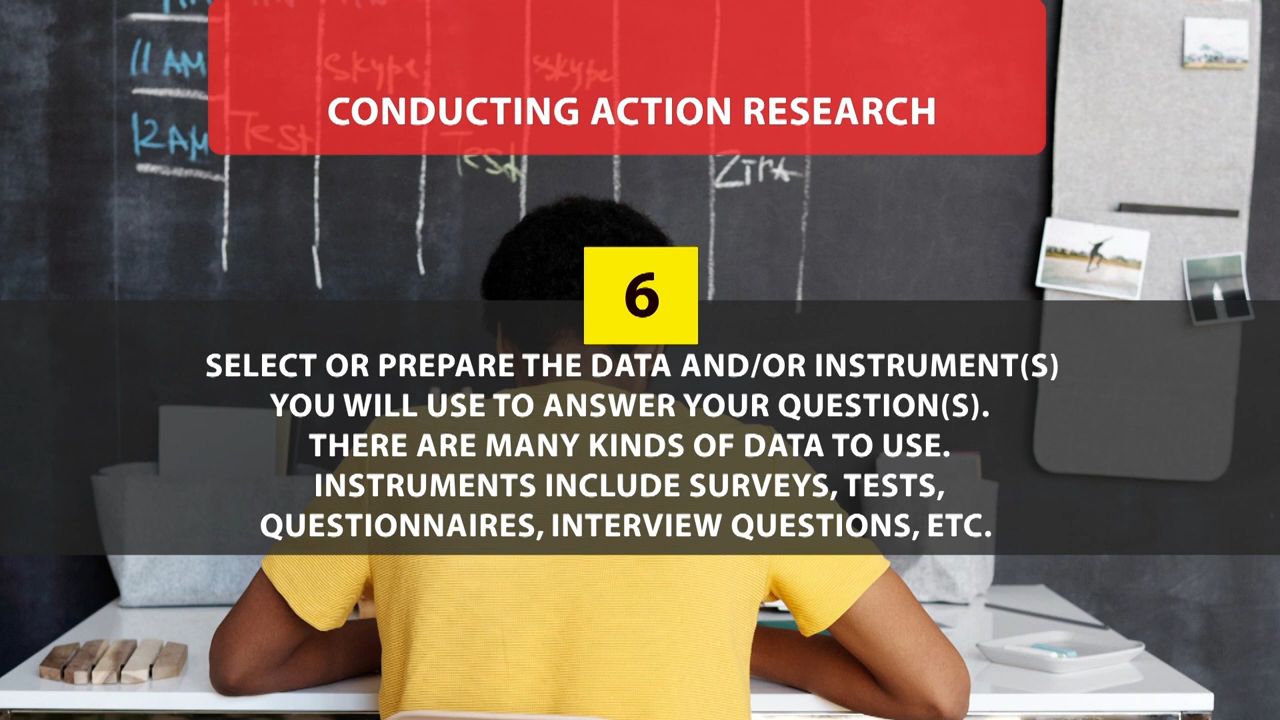 11 AM
skype
skype
12 AM
Test
Test
Zira
CONDUCTING ACTION RESEARCH
6
SELECT OR PREPARE THE DATA AND/OR INSTRUMENT(S)
YOU WILL USE TO ANSWER YOUR QUESTION(S).
THERE ARE MANY KINDS OF DATA TO USE.
INSTRUMENTS INCLUDE SURVEYS, TESTS,
QUESTIONNAIRES, INTERVIEW QUESTIONS, ETC.